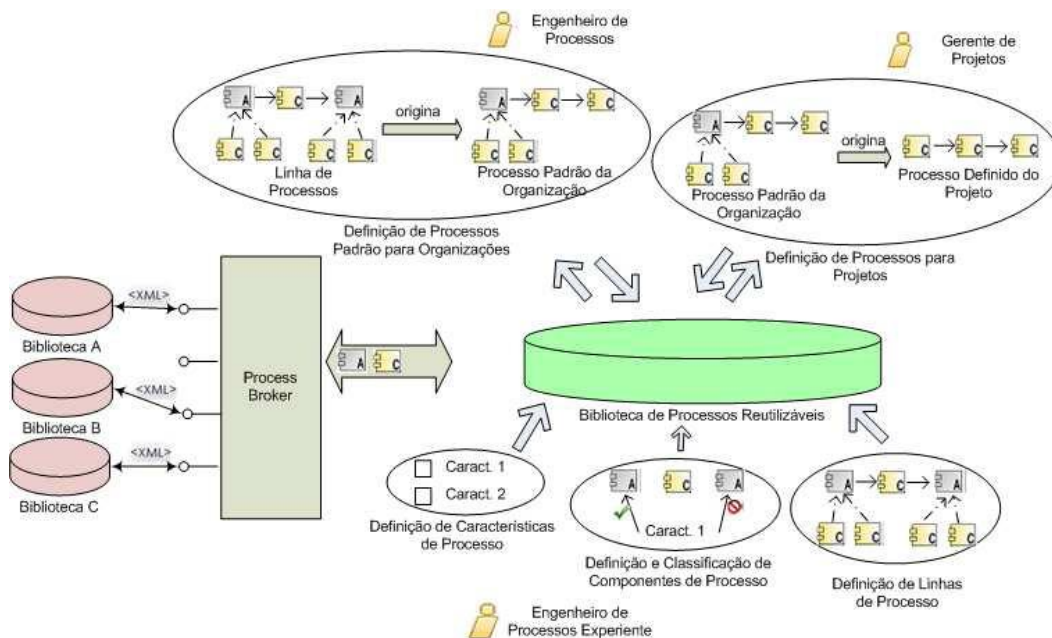 Engenheiro de
Processos
Gerente de
Projetos
A
C
A
origina
A
C
C
C
C
C
C
C
C
Linha de
Processos
Processo Padrão da
Organização
Definição de Processos
Padrão para Organizações
A
C
C
origina
C
C
C
C
C
Processo Padrão da
Organização
Processo Definido do
Projeto
Definição de Processos para
Projetos
<XML>
Biblioteca A
<XML>
Biblioteca B
<XML>
Biblioteca C
Process
Broker
A
C
Biblioteca de Processos Reutilizáveis
Caract. 1
Caract. 2
Definição de Características
de Processo
A
C
A
Caract. 1
Definição e Classificação de
Componentes de Processo
A
C
A
C
C
C
C
Definição de Linhas
de Processo
Engenheiro de
Processos Experiente